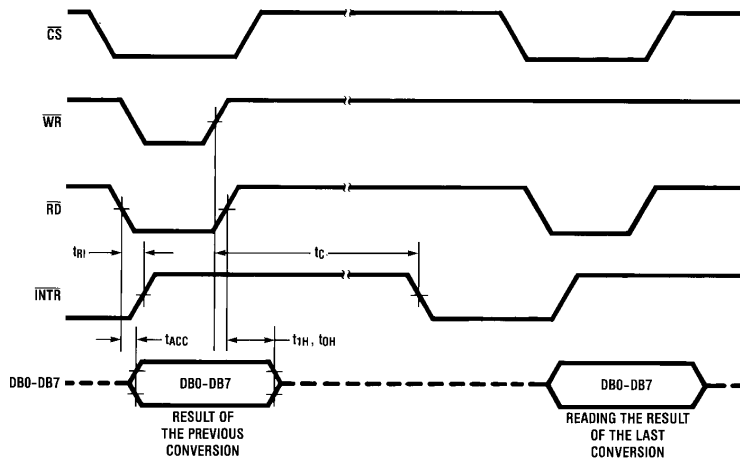 CS
WR
RD
tRI
tC
INTR
tACC
t1H, t0H
DB0-DB7
DB0-DB7
DB0-DB7
RESULT OF
THE PREVIOUS
CONVERSION
READING THE RESULT
OF THE LAST
CONVERSION